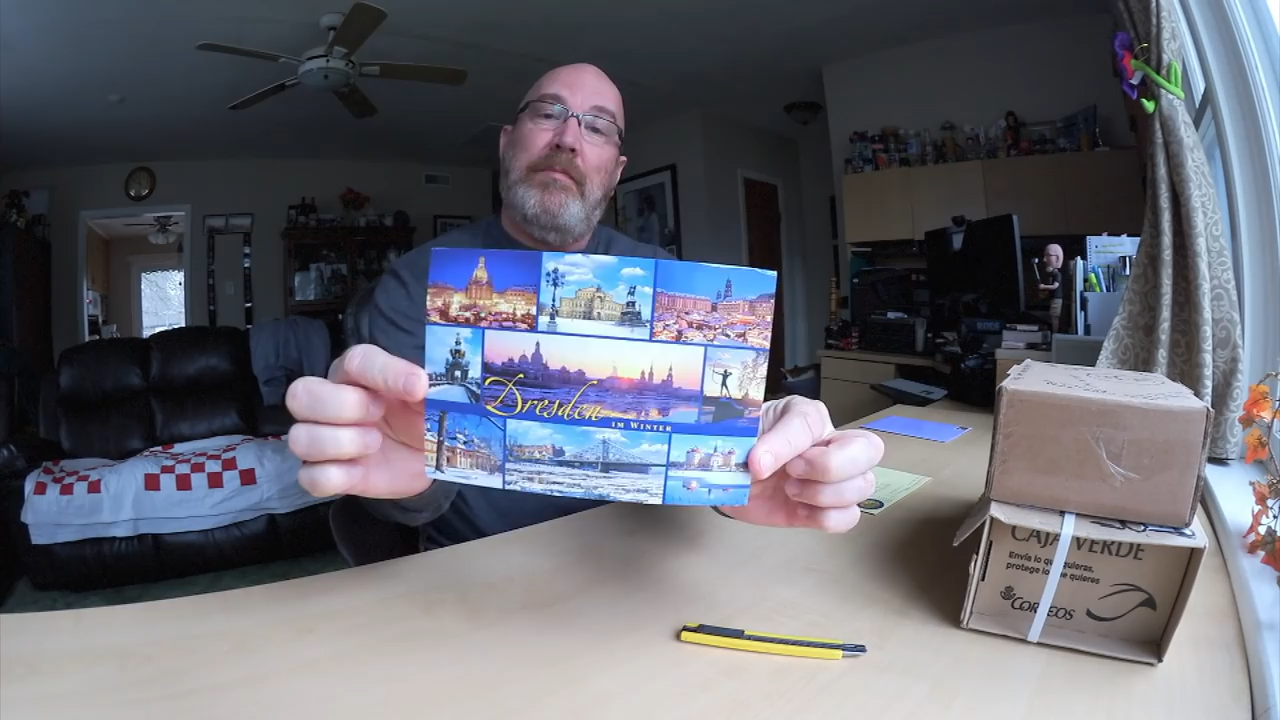 Dresden
IM WINTER
CAJA VERDE
Envía lo que quieras,
protege lo que quieres
CORREOS